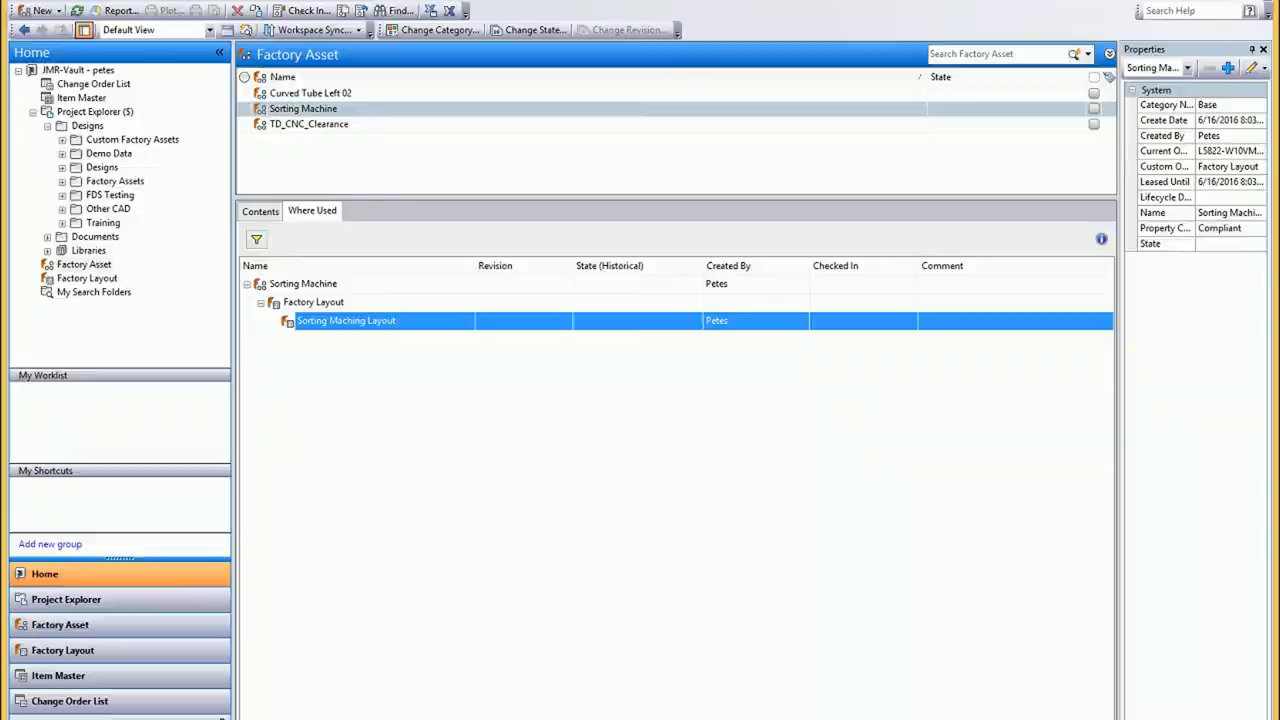 New Report... Plot... Check In... Find... Search Help
Default View Workspace Sync... Change Category... Change State... Change Revision...
Home
JMR-Vault - petes
Change Order List
Item Master
Project Explorer ($)
Designs
Custom Factory Assets
Demo Data
Designs
Factory Assets
FDS Testing
Other CAD
Training
Documents
Libraries
Factory Asset
Factory Layout
My Search Folders
My Worklist
My Shortcuts
Add new group
Home
Project Explorer
Factory Asset
Factory Layout
Item Master
Change Order List
Factory Asset Search Factory Asset
Name State
Curved Tube Left 02
Sorting Machine
TD_CNC_Clearance
Contents Where Used
Name Revision State (Historical) Created By Checked In Comment
Sorting Machine Petes
Factory Layout
Sorting Maching Layout Petes
Properties
Sorting Ma...
System
Category N... Base
Create Date 6/16/2016 8:03...
Created By Petes
Current O... L5822-W10VM...
Custom O... Factory Layout
Leased Until 6/16/2016 8:03...
Lifecycle D...
Name Sorting Machi...
Property C... Compliant
State